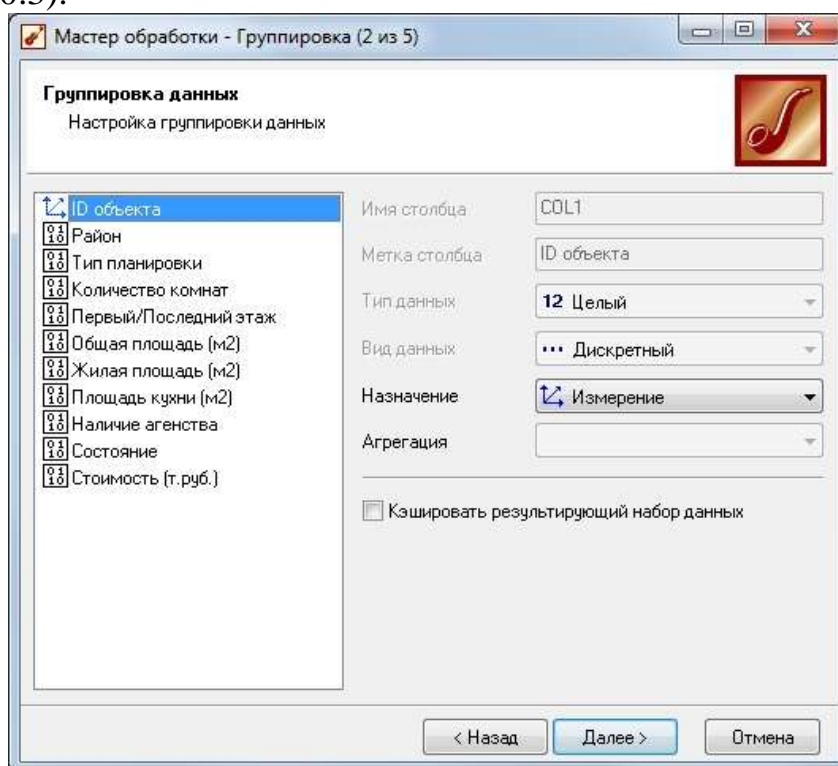 0.3).
Мастер обработки - Группировка (2 из 5)
Группировка данных
Настройка группировки данных
ID объекта
Район
Тип планировки
Количество комнат
Первый/Последний этаж
Общая площадь (м2)
Жилая площадь (м2)
Площадь кухни (м2)
Наличие агенства
Состояние
Стоимость (т.руб.)
Имя столбца COL1
Метка столбца ID объекта
Тип данных 12 Целый
Вид данных Дискретный
Назначение Измерение
Агрегация
Кэшировать результирующий набор данных
< Назад Далее > Отмена